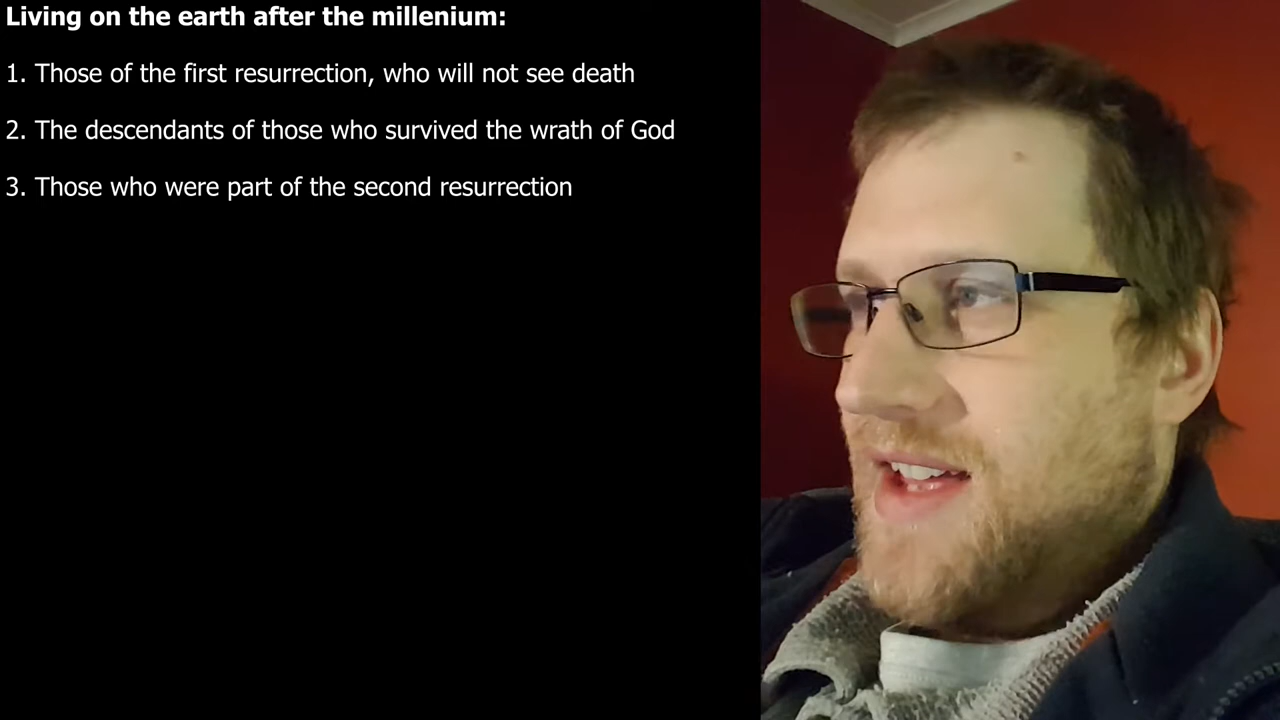 Living on the earth after the millenium:
1. Those of the first resurrection, who will not see death
2. The descendants of those who survived the wrath of God
3. Those who were part of the second resurrection